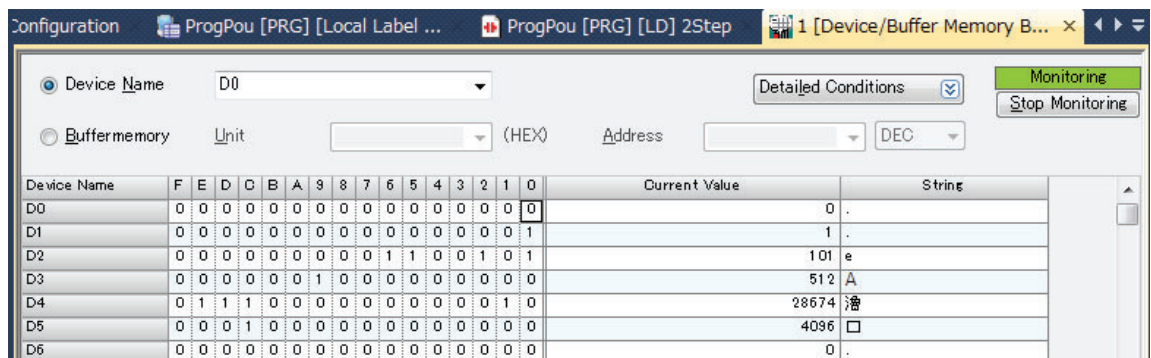 Configuration ProgPou [PRG] [Local Label ... ProgPou [PRG] [LD] 2Step 1 [Device/Buffer Memory B...
Device Name D0 Detailed Conditions Monitoring
Stop Monitoring
Buffermemory Unit (HEX) Address DEC
Device Name F E D C B A 9 8 7 6 5 4 3 2 1 0 Current Value String
D0 0 0 0 0 0 0 0 0 0 0 0 0 0 0 0 0 0 .
D1 0 0 0 0 0 0 0 0 0 0 0 0 0 0 0 1 1 .
D2 0 0 0 0 0 0 0 0 0 1 1 0 0 1 0 1 101 e
D3 0 0 0 0 0 0 1 0 0 0 0 0 0 0 0 0 512 A
D4 0 1 1 1 0 0 0 0 0 0 0 0 0 0 1 0 28674
D5 0 0 0 1 0 0 0 0 0 0 0 0 0 0 0 0 4096 □
D6 0 0 0 0 0 0 0 0 0 0 0 0 0 0 0 0 0 .